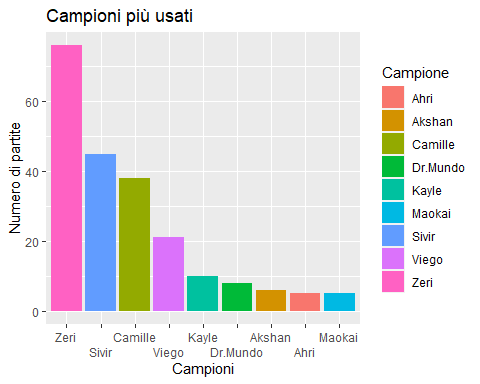 Campioni più usati
Numero di partite
60
40
20
0
Zeri
Sivir
Camille
Viego
Kayle
Dr.Mundo
Akshan
Ahri
Maokai
Campioni
Campione
Ahri
Akshan
Camille
Dr.Mundo
Kayle
Maokai
Sivir
Viego
Zeri